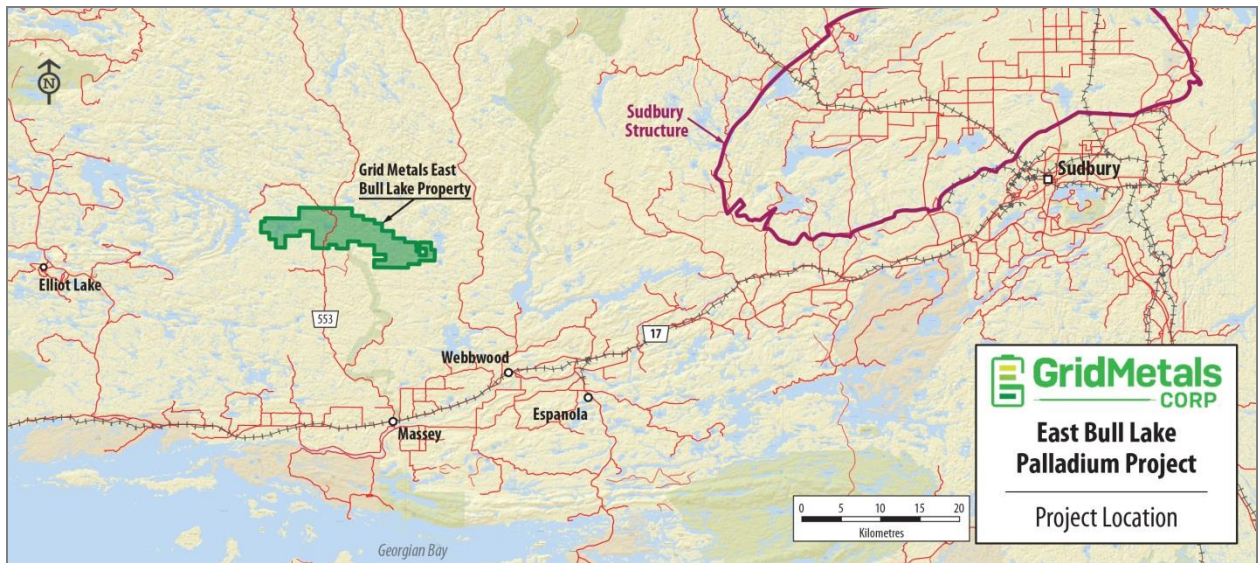 N
Sudbury
Structure
Grid Metals East
Bull Lake Property
Sudbury
Elliot Lake
553
17
Webbwood
Espanola
Massey
Georgian Bay
0 5 10 15 20
Kilometres
GridMetals
CORP
East Bull Lake
Palladium Project
Project Location